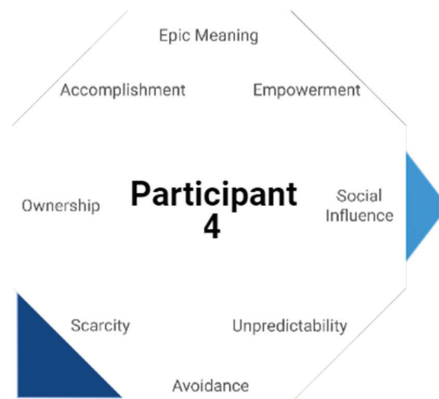 Epic Meaning
Accomplishment
Empowerment
Ownership
Participant
4
Social
Influence
Scarcity
Unpredictability
Avoidance